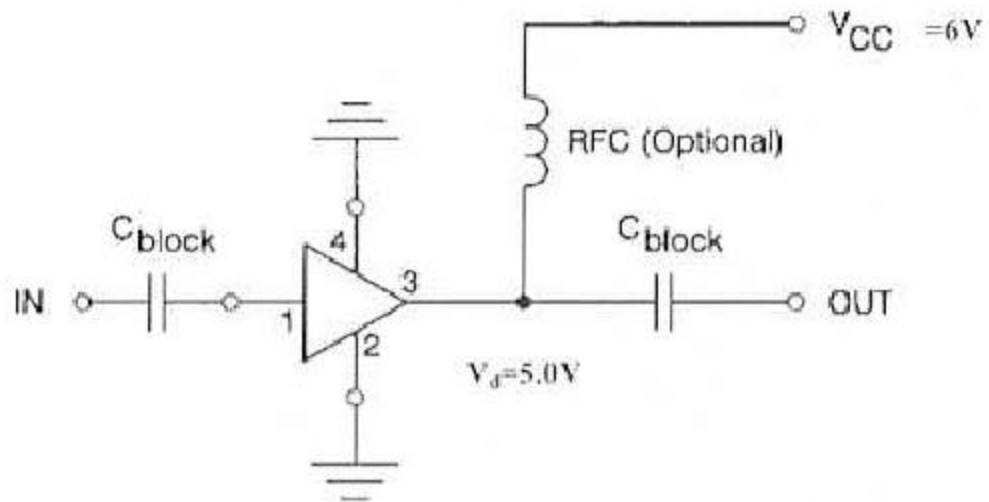 VCC =6V
RFC (Optional)
Cblock
4
3
Cblock
IN
1
2
OUT
Vd=5.0V